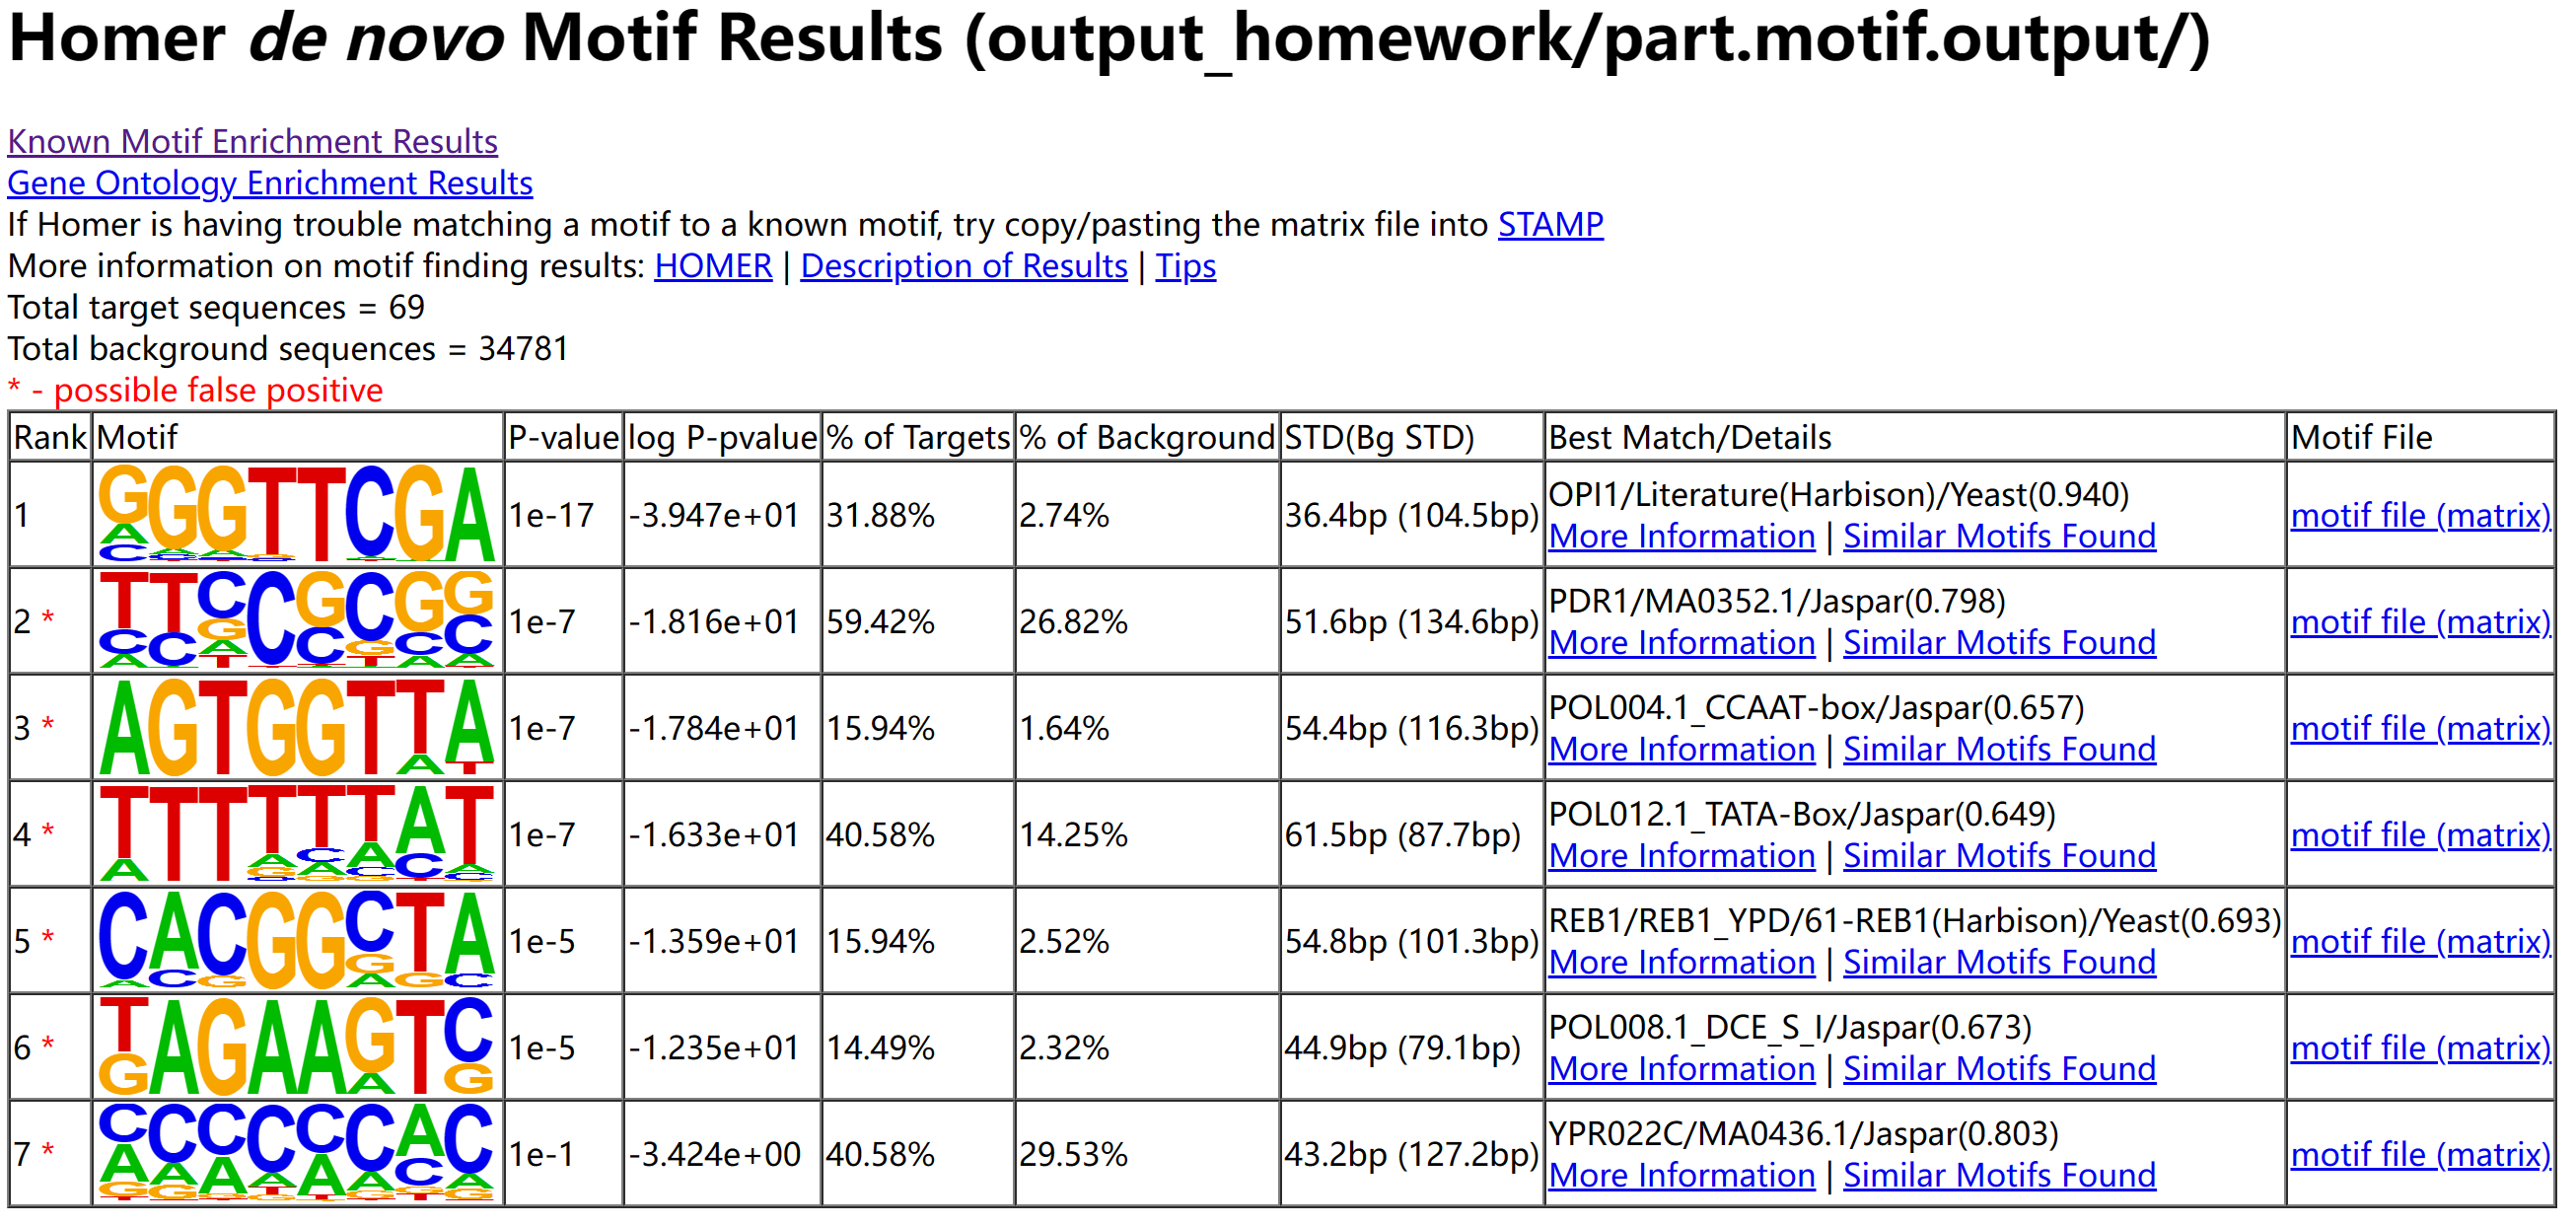 Homer de novo Motif Results (output_homework/part.motif.output/)
Known Motif Enrichment Results
Gene Ontology Enrichment Results
If Homer is having trouble matching a motif to a known motif, try copy/pasting the matrix file into STAMP
More information on motif finding results: HOMER | Description of Results | Tips
Total target sequences = 69
Total background sequences = 34781
* - possible false positive
Rank Motif P-value log P-pvalue % of Targets % of Background STD(Bg STD) Best Match/Details Motif File
1 GGGTTCGA 1e-17 -3.947e+01 31.88% 2.74% 36.4bp (104.5bp) OPI1/Literature(Harbison)/Yeast(0.940)
More Information | Similar Motifs Found motif file (matrix)
2 * TTCCGCGG 1e-7 -1.816e+01 59.42% 26.82% 51.6bp (134.6bp) PDR1/MA0352.1/Jaspar(0.798)
More Information | Similar Motifs Found motif file (matrix)
3 * AGTGGTTA 1e-7 -1.784e+01 15.94% 1.64% 54.4bp (116.3bp) POL004.1_CCAAT-box/Jaspar(0.657)
More Information | Similar Motifs Found motif file (matrix)
4 * TTTTTTAT 1e-7 -1.633e+01 40.58% 14.25% 61.5bp (87.7bp) POL012.1_TATA-Box/Jaspar(0.649)
More Information | Similar Motifs Found motif file (matrix)
5 * CACGGCTA 1e-5 -1.359e+01 15.94% 2.52% 54.8bp (101.3bp) REB1/REB1_YPD/61-REB1(Harbison)/Yeast(0.693)
More Information | Similar Motifs Found motif file (matrix)
6 * TAGAAGTC 1e-5 -1.235e+01 14.49% 2.32% 44.9bp (79.1bp) POL008.1_DCE_S_I/Jaspar(0.673)
More Information | Similar Motifs Found motif file (matrix)
7 * CCCCCCAC 1e-1 -3.424e+00 40.58% 29.53% 43.2bp (127.2bp) YPR022C/MA0436.1/Jaspar(0.803)
More Information | Similar Motifs Found motif file (matrix)